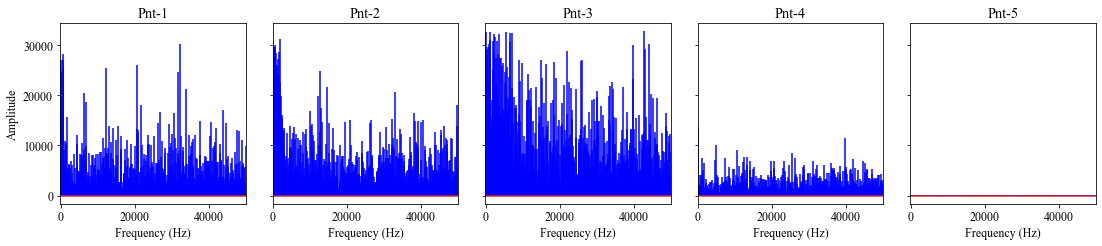 Pnt-1 Pnt-2 Pnt-3 Pnt-4 Pnt-5
Amplitude
30000
20000
10000
0
0 20000 40000 0 20000 40000 0 20000 40000 0 20000 40000 0 20000 40000
Frequency (Hz) Frequency (Hz) Frequency (Hz) Frequency (Hz) Frequency (Hz)